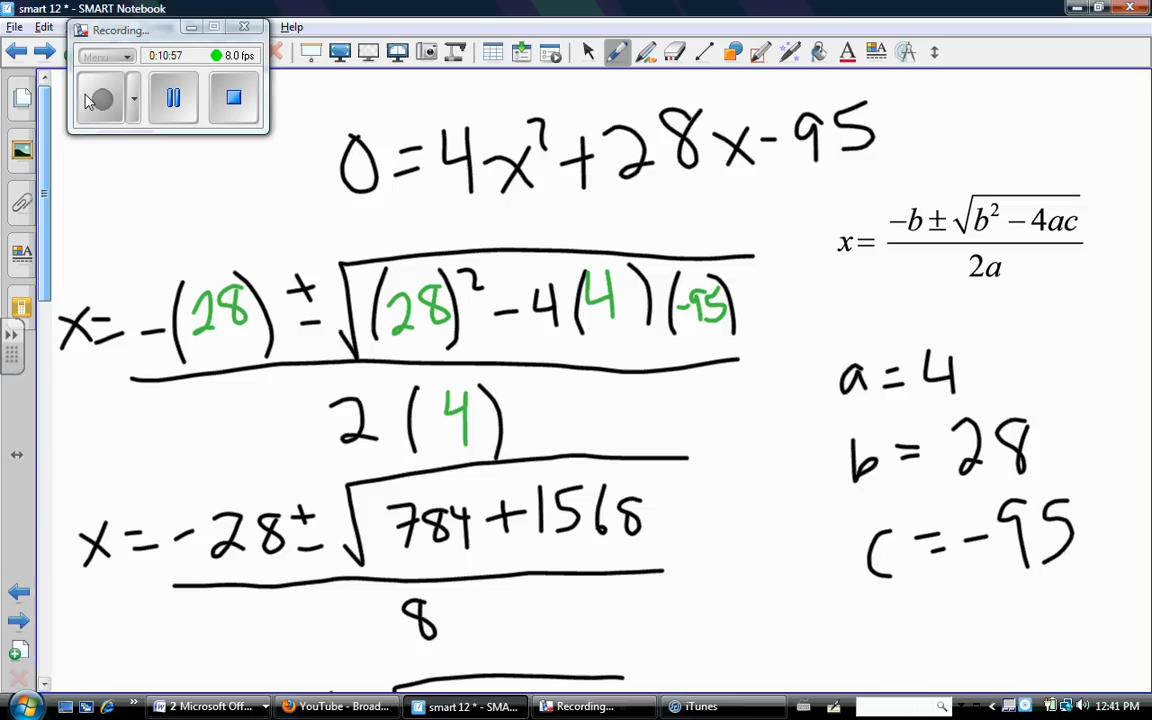 smart 12 * - SMART Notebook
File Edit Help
Recording...
Menu 0:10:57 8.0 fps
0 = 4x² + 28x - 95
x = (-b ± √(b² - 4ac)) / 2a
x = (-(28) ± √((28)² - 4(4)(-95))) / 2(4)
a = 4
b = 28
c = -95
x = (-28 ± √(784 + 1568)) / 8
2 Microsoft Off... YouTube - Broad... smart 12 * - SMA... Recording... iTunes 12:41 PM